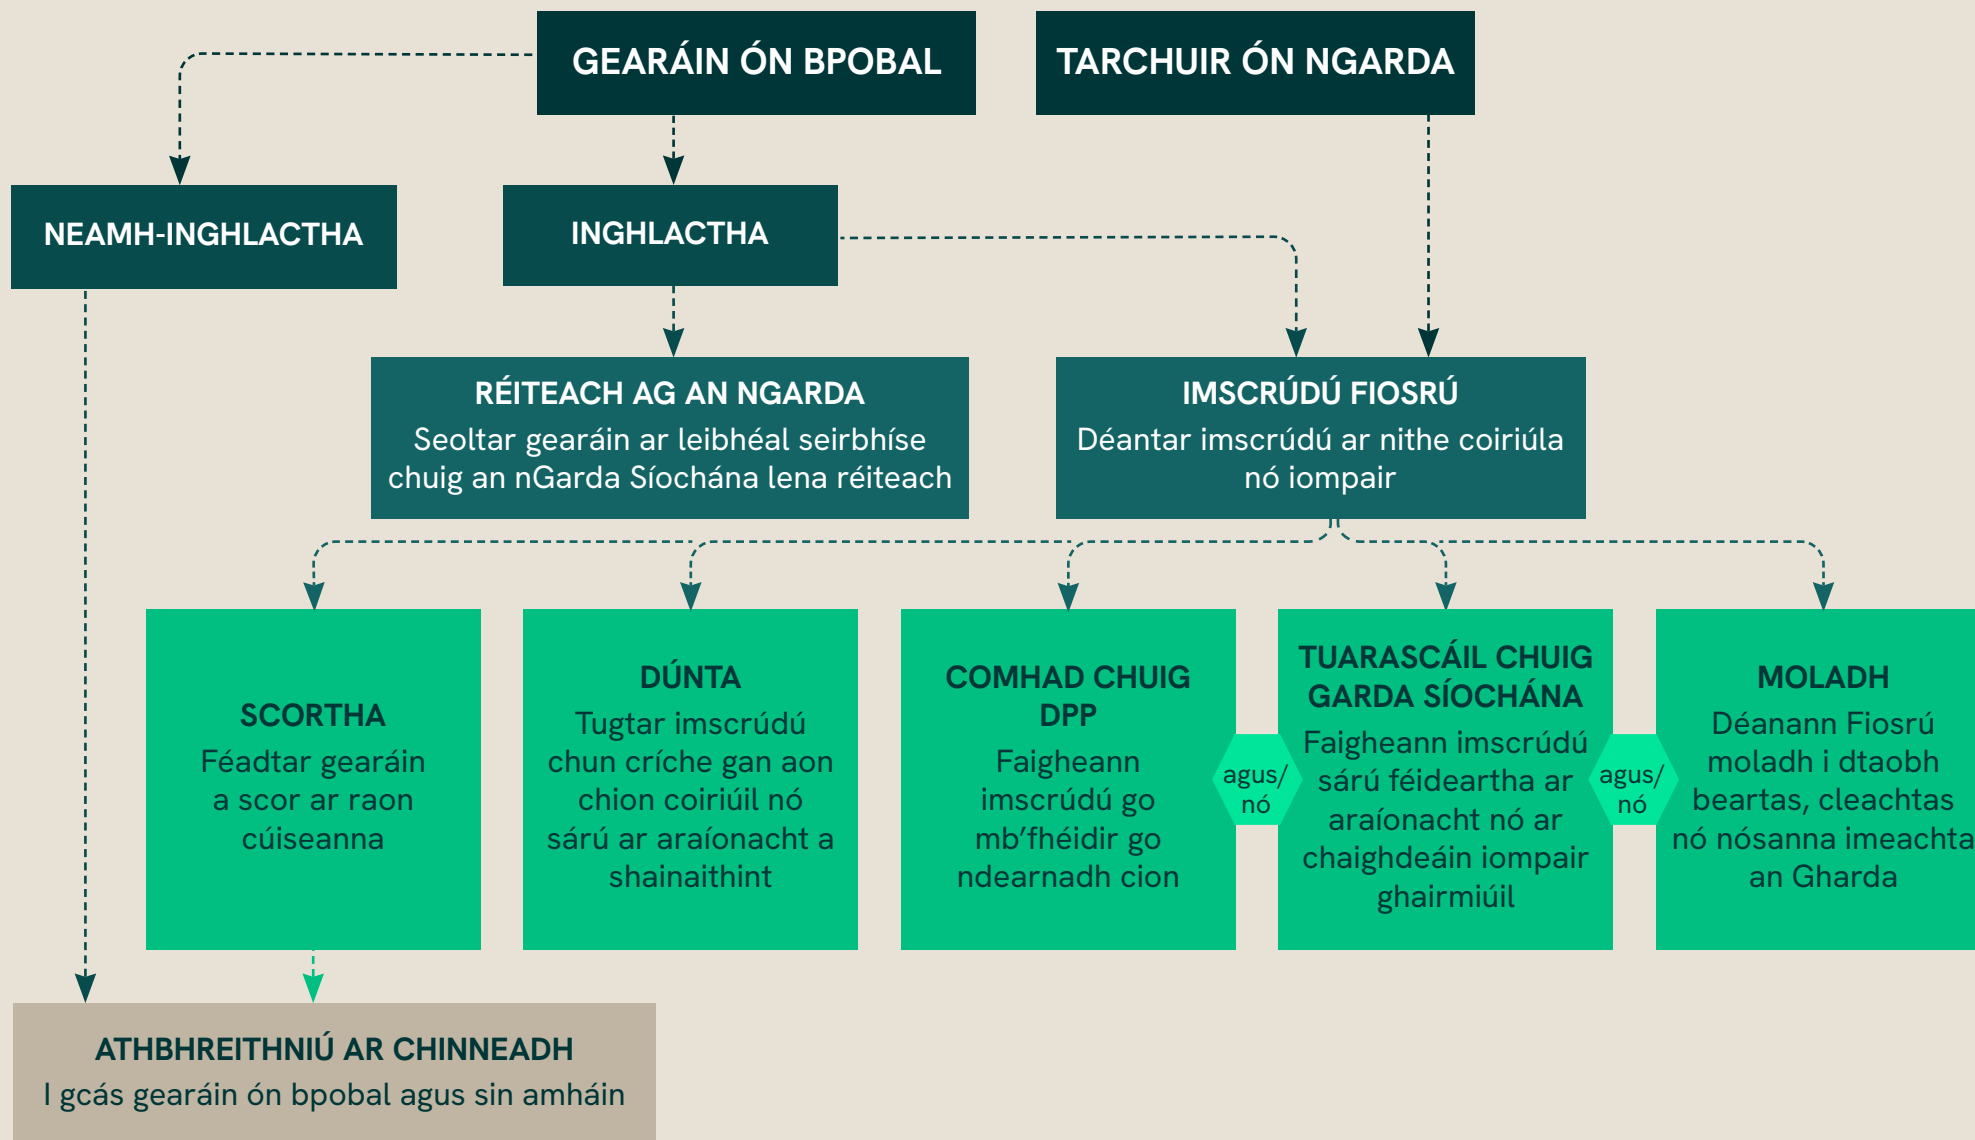 GEARÁIN ÓN BPOBAL
TARCHUIR ÓN NGARDA
NEAMH-INGHLACTHA
INGHLACTHA
RÉITEACH AG AN NGARDA
Seoltar gearáin ar leibhéal seirbhíse
chuig an nGarda Síochána lena réiteach
IMSCRÚDÚ FIOSRÚ
Déantar imscrúdú ar nithe coiriúla
nó iompair
SCORTHA
Féadtar gearáin
a scor ar raon
cúiseanna
DÚNTA
Tugtar imscrúdú
chun críche gan aon
chion coiriúil nó
sárú ar araíonacht a
shainaithint
COMHAD CHUIG
DPP
Faigheann
imscrúdú go
mb’fhéidir go
ndearnadh cion
agus/
nó
TUARASCÁIL CHUIG
GARDA SÍOCHÁNA
Faigheann imscrúdú
sárú féideartha ar
araíonacht nó ar
chaighdeáin iompair
ghairmiúil
agus/
nó
MOLADH
Déanann Fiosrú
moladh i dtaobh
beartas, cleachtas
nó nósanna imeachta
an Gharda
ATHBHREITHNIÚ AR CHINNEADH
I gcás gearáin ón bpobal agus sin amháin